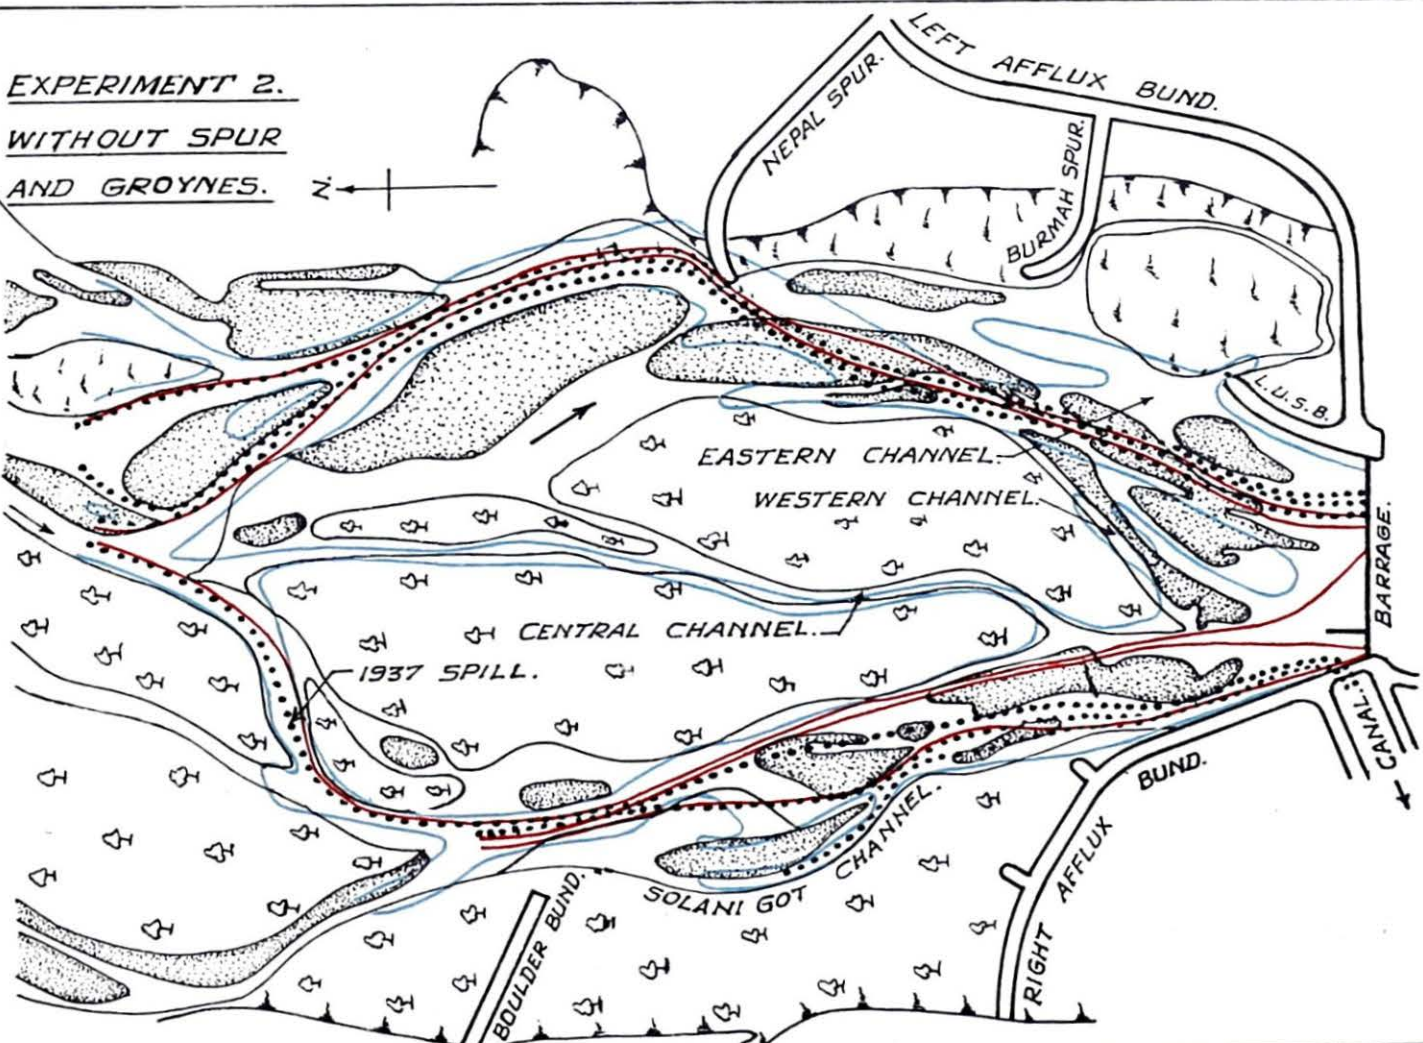 EXPERIMENT 2.
WITHOUT SPUR
AND GROYNES.
N.
LEFT AFFLUX BUND.
NEPAL SPUR.
BURMAH SPUR.
L.U.S.B.
EASTERN CHANNEL.
WESTERN CHANNEL.
BARRAGE.
CENTRAL CHANNEL.
1937 SPILL.
CANAL.
SOLANI GOT CHANNEL.
BOULDER BUND.
RIGHT AFFLUX BUND.